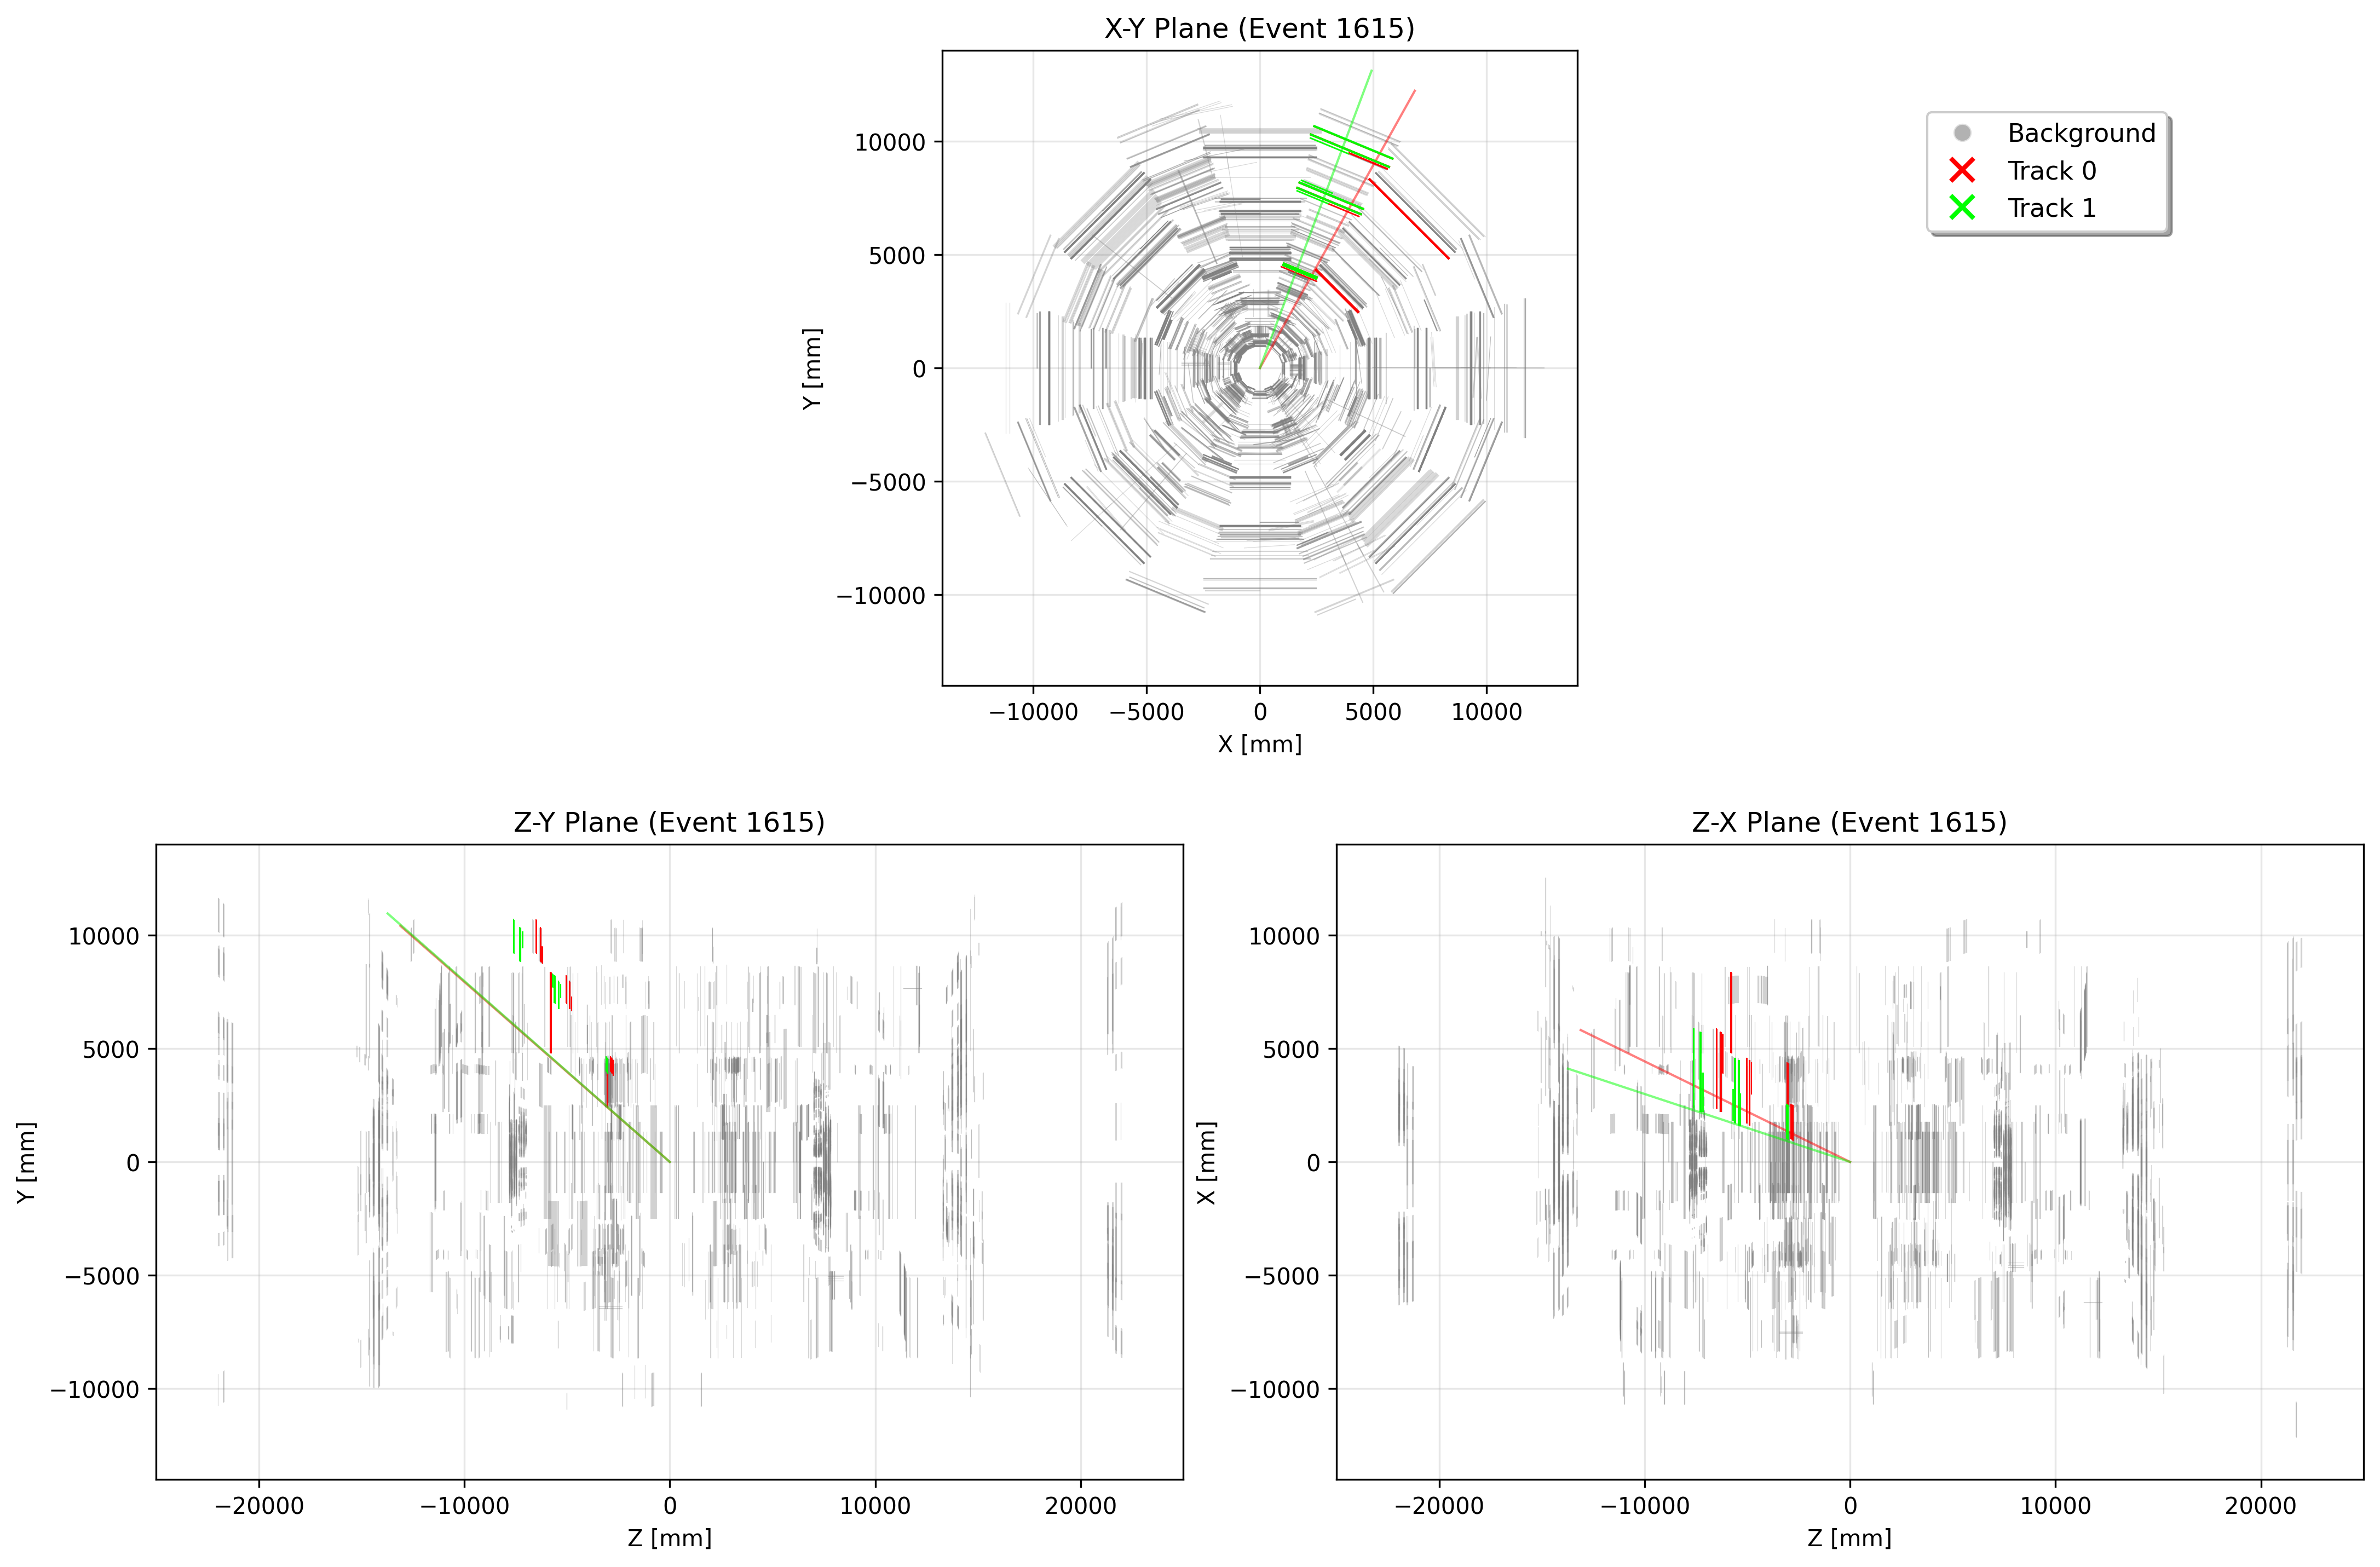 X-Y Plane (Event 1615)
Y [mm]
10000
5000
0
−5000
−10000
−10000 −5000 0 5000 10000
X [mm]
Background
Track 0
Track 1
Z-Y Plane (Event 1615)
Y [mm]
10000
5000
0
−5000
−10000
−20000 −10000 0 10000 20000
Z [mm]
Z-X Plane (Event 1615)
X [mm]
10000
5000
0
−5000
−10000
−20000 −10000 0 10000 20000
Z [mm]